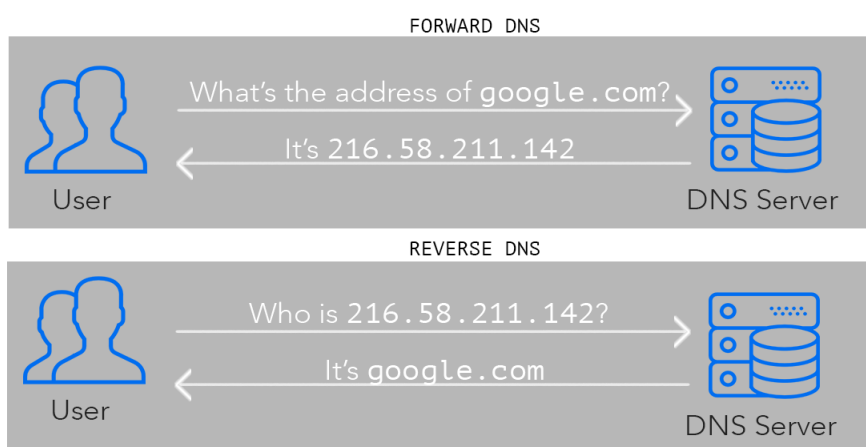 FORWARD DNS
What's the address of google.com?
It's 216.58.211.142
User
DNS Server
REVERSE DNS
Who is 216.58.211.142?
It's google.com
User
DNS Server